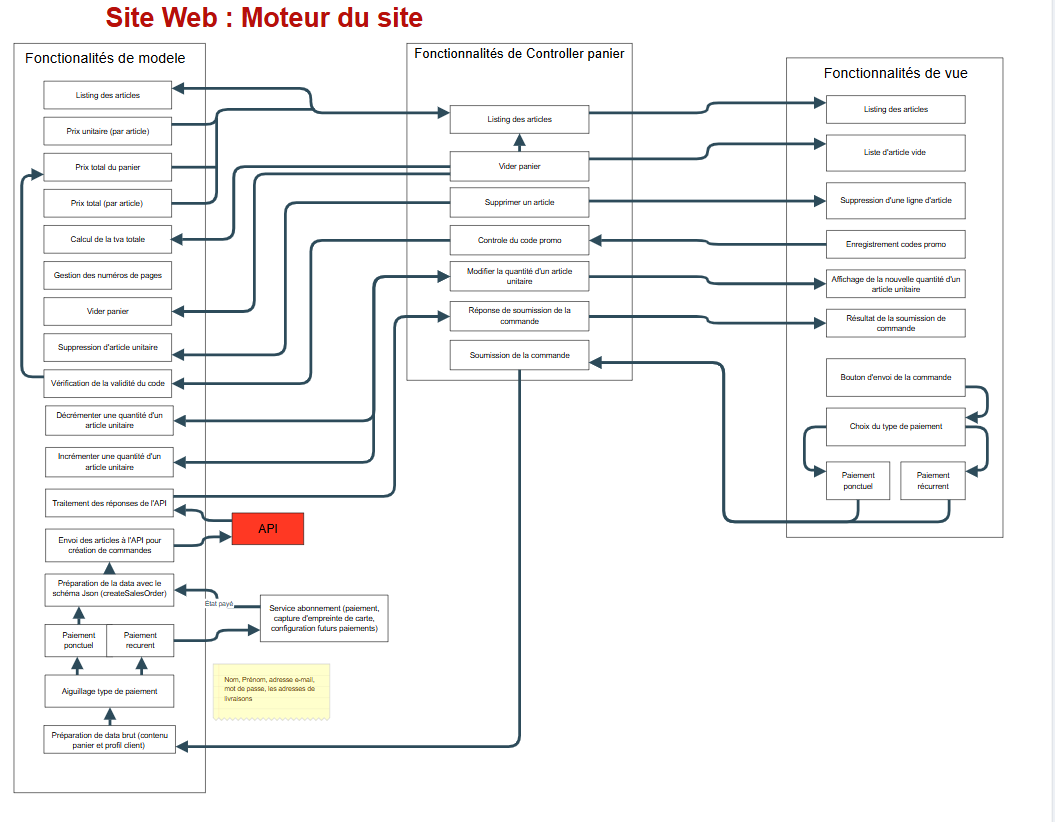 Site Web : Moteur du site
Fonctionalités de modele
Listing des articles
Prix unitaire (par article)
Prix total du panier
Prix total (par article)
Calcul de la tva totale
Gestion des numéros de pages
Vider panier
Suppression d'article unitaire
Vérification de la validité du code
Décrémenter une quantité d'un
article unitaire
Incrémenter une quantité d'un
article unitaire
Traitement des réponses de l'API
API
Envoi des articles à l'API pour
création de commandes
Préparation de la data avec le
schéma Json (createSalesOrder)
État payé
Service abonnement (paiement,
capture d'empreinte de carte,
configuration futurs paiements)
Paiement
ponctuel
Paiement
recurent
Aiguillage type de paiement
Nom, Prénom, adresse e-mail,
mot de passe, les adresses de
livraisons
Préparation de data brut (contenu
panier et profil client)
Fonctionnalités de Controller panier
Listing des articles
Vider panier
Supprimer un article
Controle du code promo
Modifier la quantité d'un article
unitaire
Réponse de soumission de la
commande
Soumission de la commande
Fonctionnalités de vue
Listing des articles
Liste d'article vide
Suppression d'une ligne d'article
Enregistrement codes promo
Affichage de la nouvelle quantité d'un
article unitaire
Résultat de la soumission de
commande
Bouton d'envoi de la commande
Choix du type de paiement
Paiement
ponctuel
Paiement
récurrent